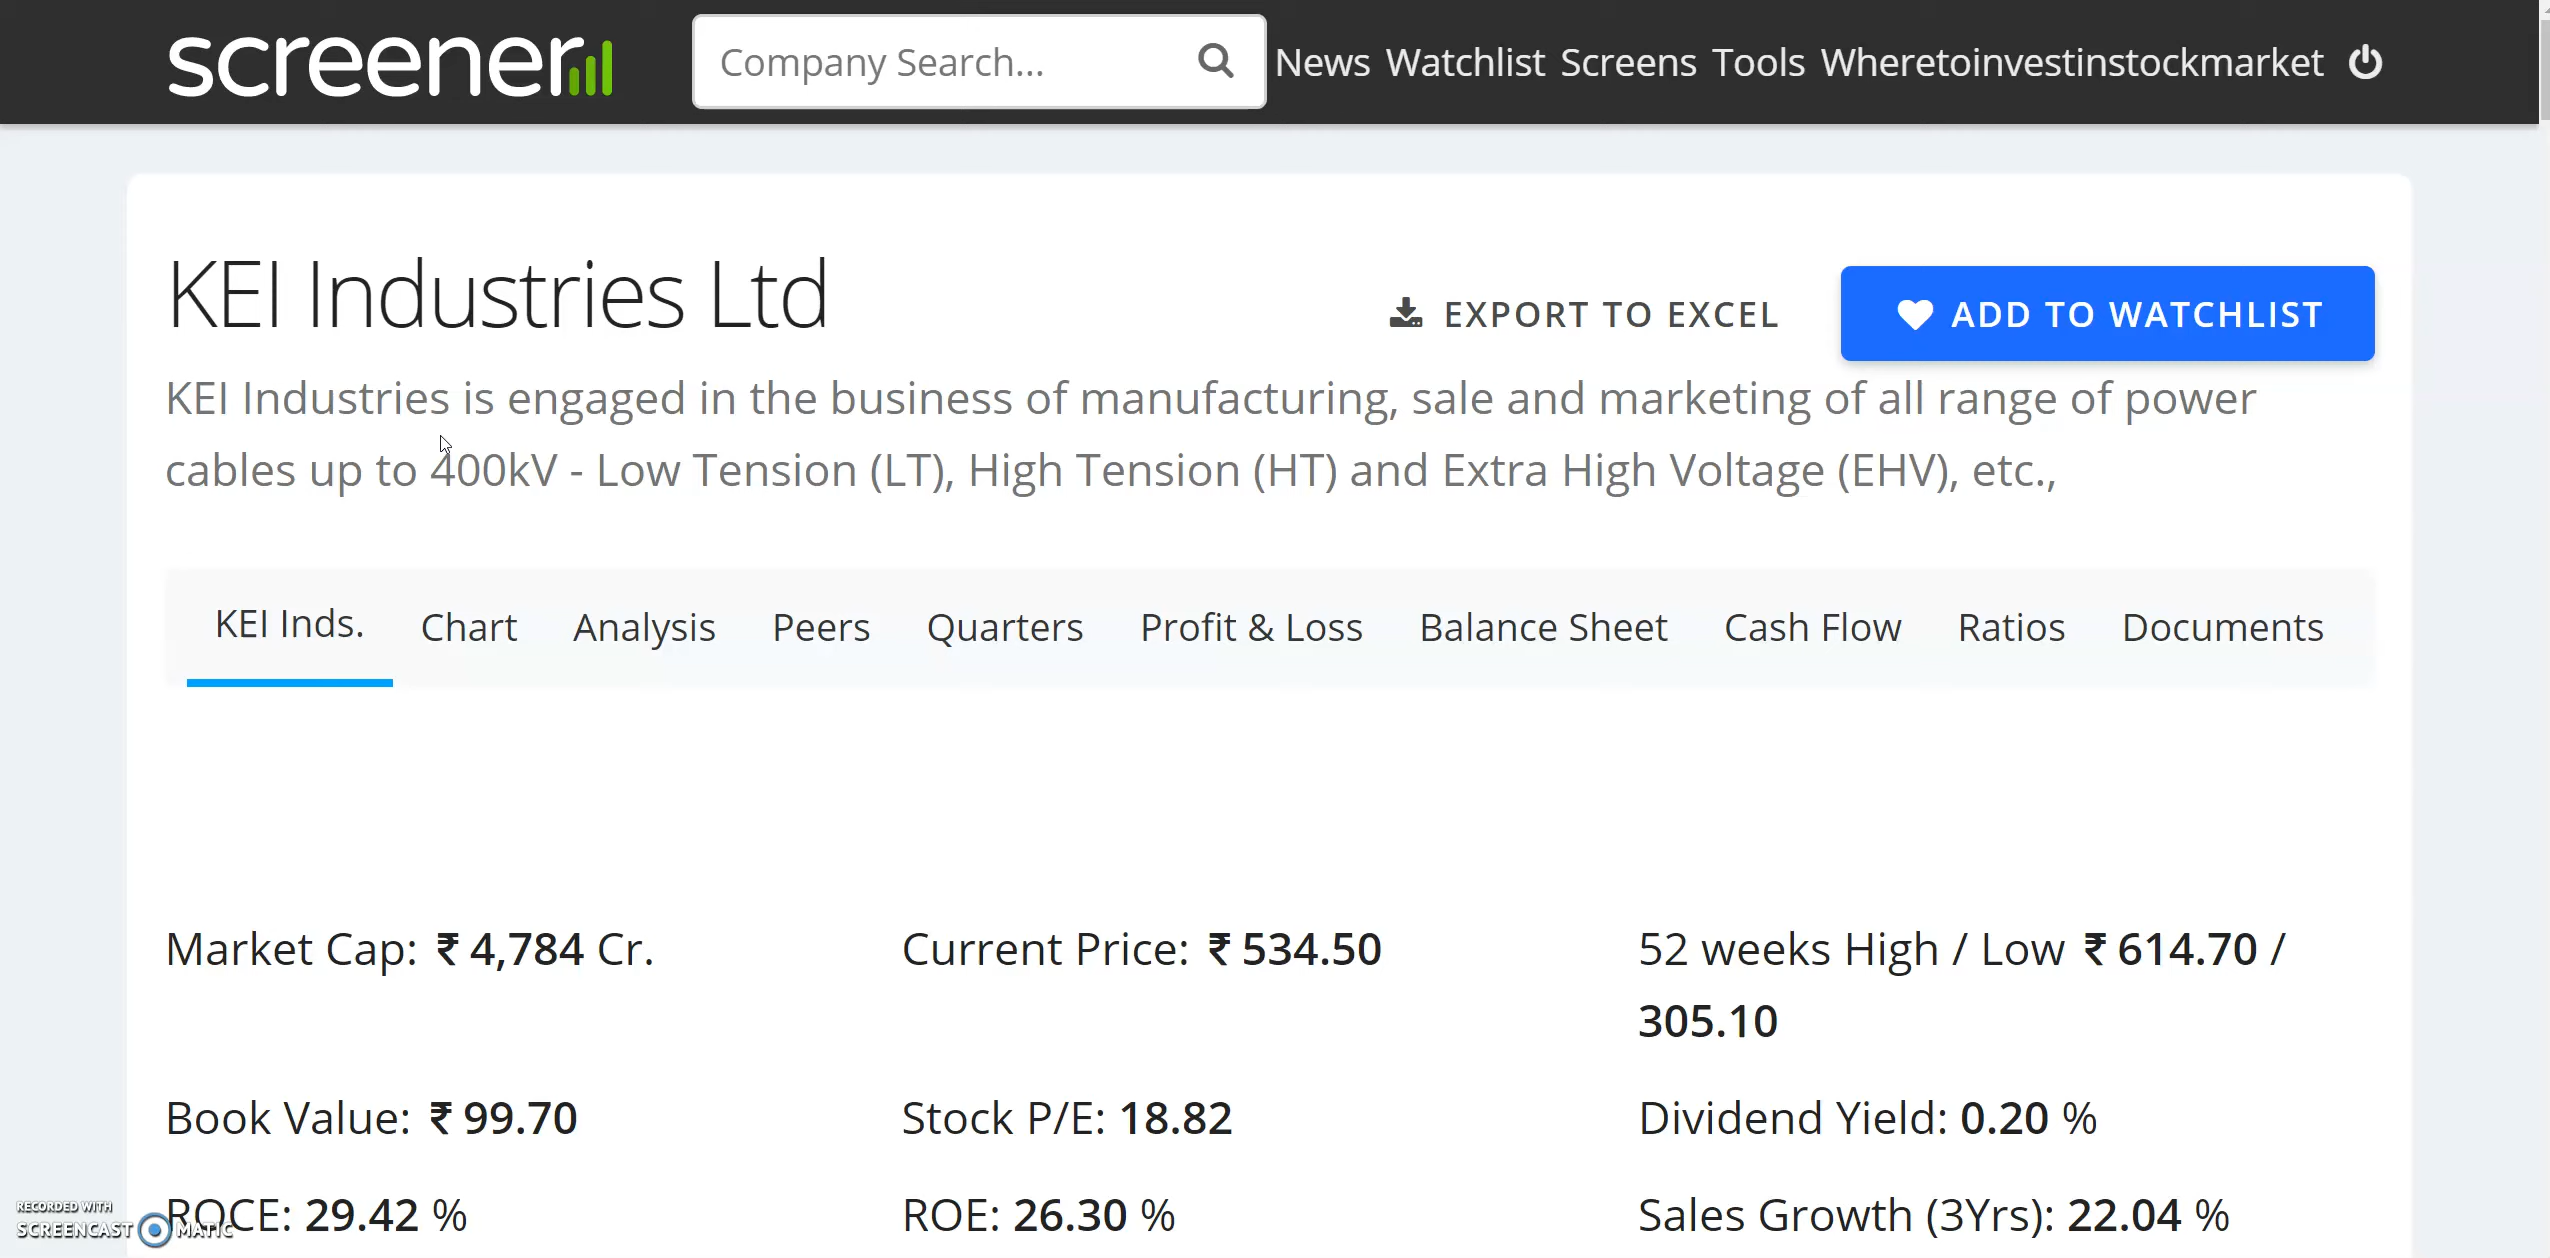 screener
Company Search...
News Watchlist Screens Tools Wheretoinvestinstockmarket
KEI Industries Ltd
EXPORT TO EXCEL
ADD TO WATCHLIST
KEI Industries is engaged in the business of manufacturing, sale and marketing of all range of power
cables up to 400kV - Low Tension (LT), High Tension (HT) and Extra High Voltage (EHV), etc.,
KEI Inds. Chart Analysis Peers Quarters Profit & Loss Balance Sheet Cash Flow Ratios Documents
Market Cap: ₹ 4,784 Cr.
Current Price: ₹ 534.50
52 weeks High / Low ₹ 614.70 /
305.10
Book Value: ₹ 99.70
Stock P/E: 18.82
Dividend Yield: 0.20 %
ROCE: 29.42 %
ROE: 26.30 %
Sales Growth (3Yrs): 22.04 %
RECORDED WITH
SCREENCAST MATIC